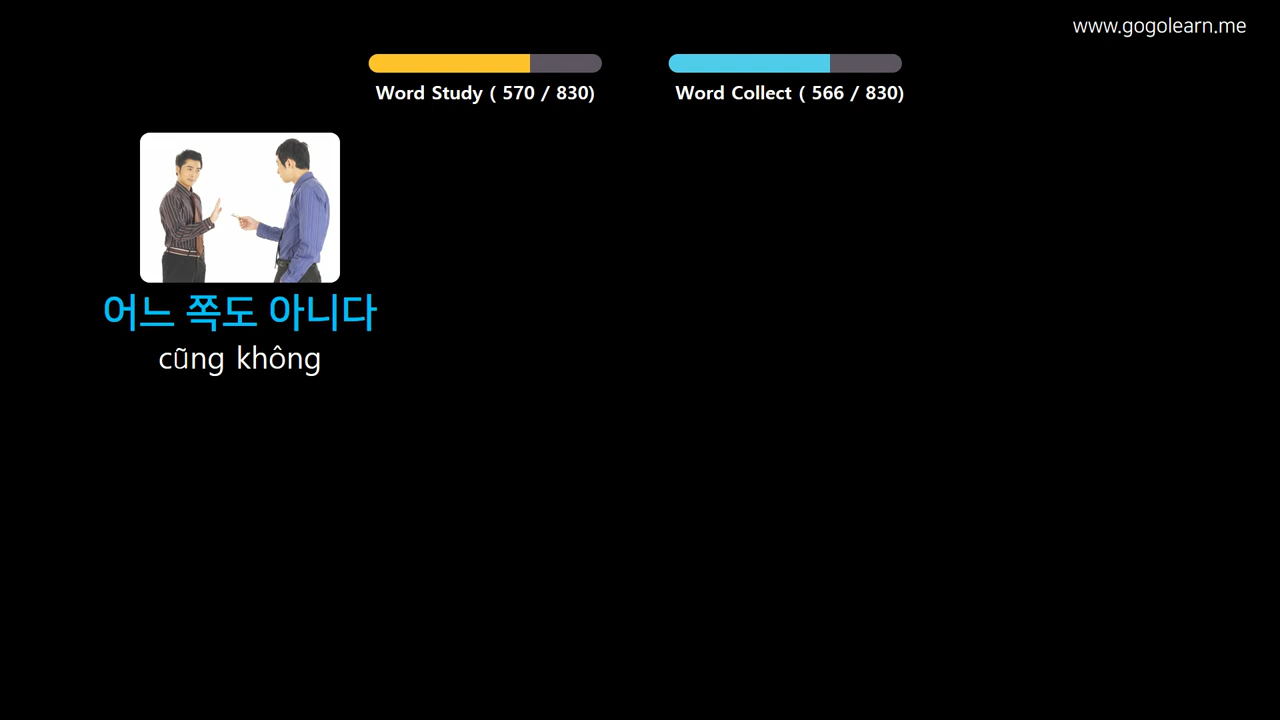 www.gogolearn.me
Word Study ( 570 / 830)
Word Collect ( 566 / 830)
어느 쪽도 아니다
cũng không